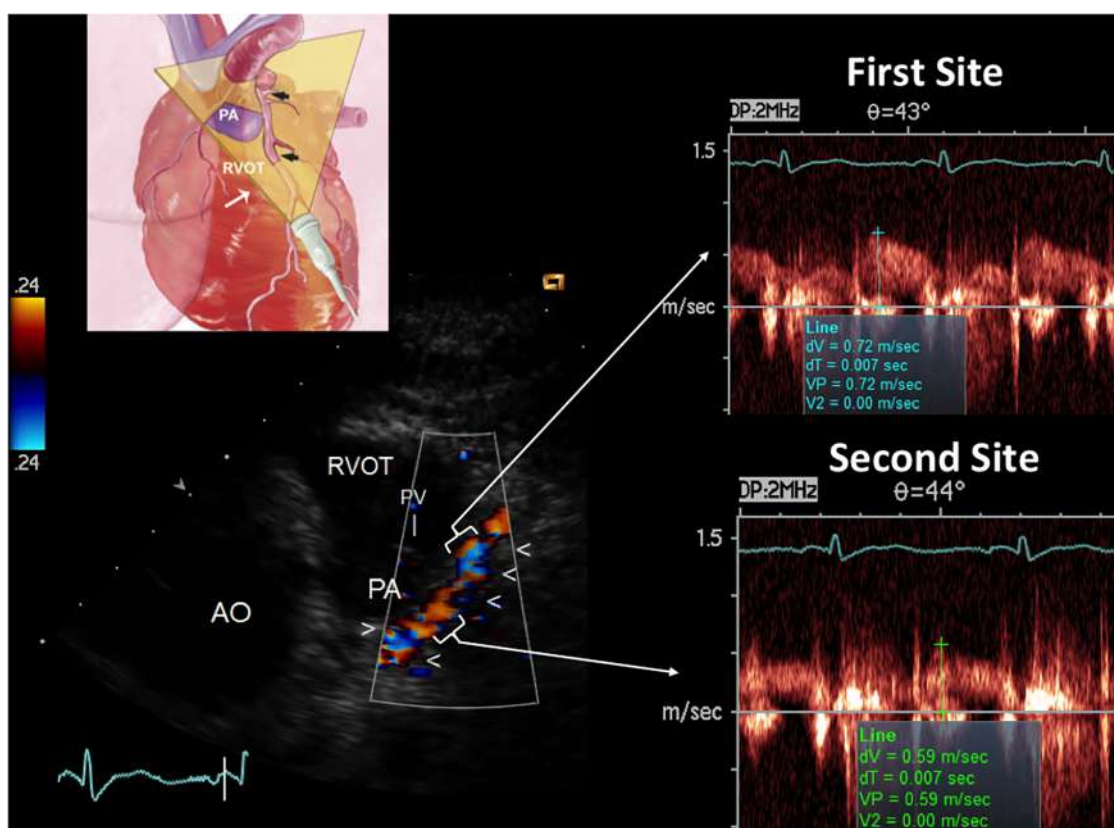 PA
RVOT
.24
.24
RVOT
PV
PA
AO
First Site
DP:2MHz
θ=43°
1.5
m/sec
Line
dV = 0.72 m/sec
dT = 0.007 sec
VP = 0.72 m/sec
V2 = 0.00 m/sec
Second Site
DP:2MHz
θ=44°
1.5
m/sec
Line
dV = 0.59 m/sec
dT = 0.007 sec
VP = 0.59 m/sec
V2 = 0.00 m/sec